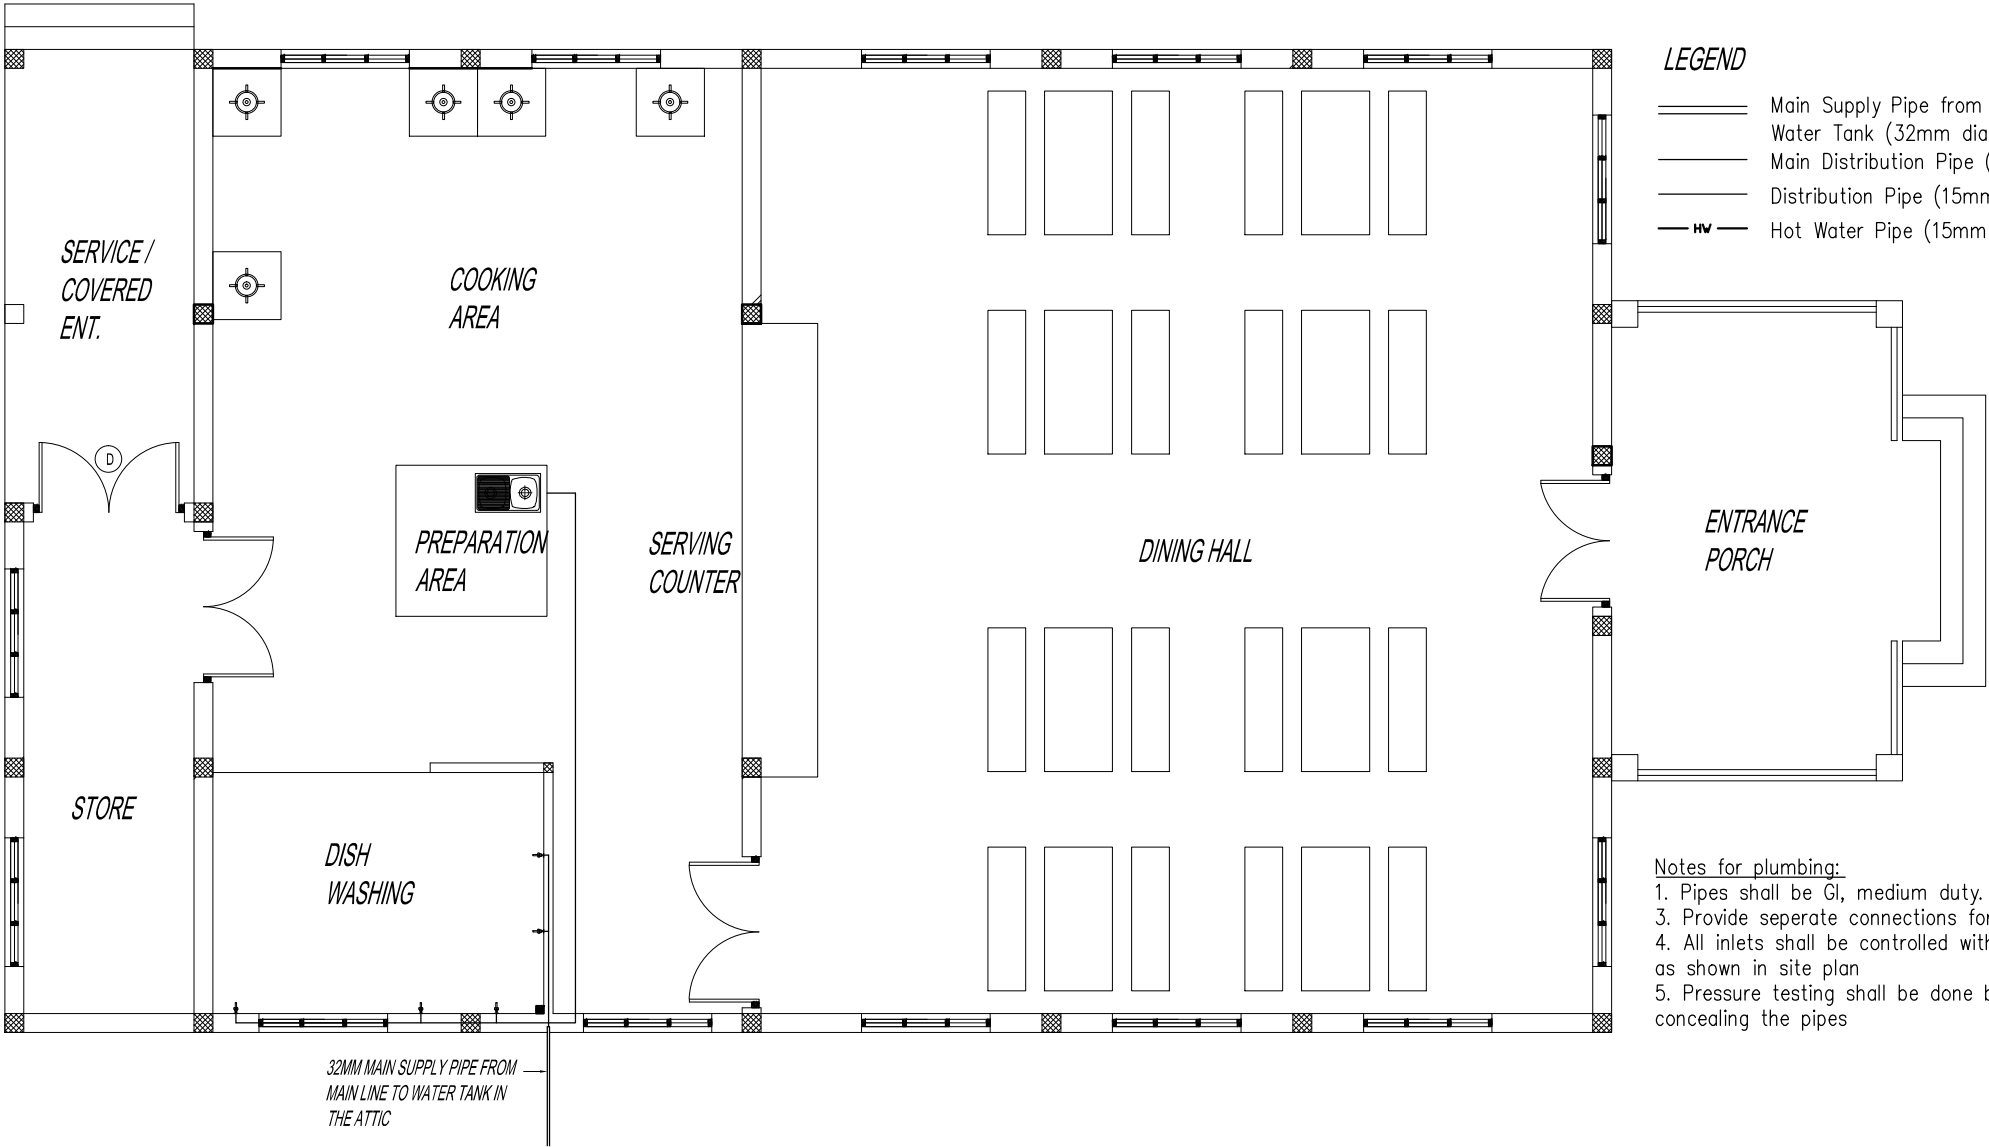 LEGEND
Main Supply Pipe from
Water Tank (32mm dia
Main Distribution Pipe (
Distribution Pipe (15mm
HW
Hot Water Pipe (15mm
SERVICE /
COVERED
ENT.
COOKING
AREA
D
PREPARATION
AREA
SERVING
COUNTER
DINING HALL
ENTRANCE
PORCH
STORE
DISH
WASHING
Notes for plumbing:
1. Pipes shall be GI, medium duty.
3. Provide seperate connections for
4. All inlets shall be controlled with
as shown in site plan
5. Pressure testing shall be done b
concealing the pipes
32MM MAIN SUPPLY PIPE FROM
MAIN LINE TO WATER TANK IN
THE ATTIC